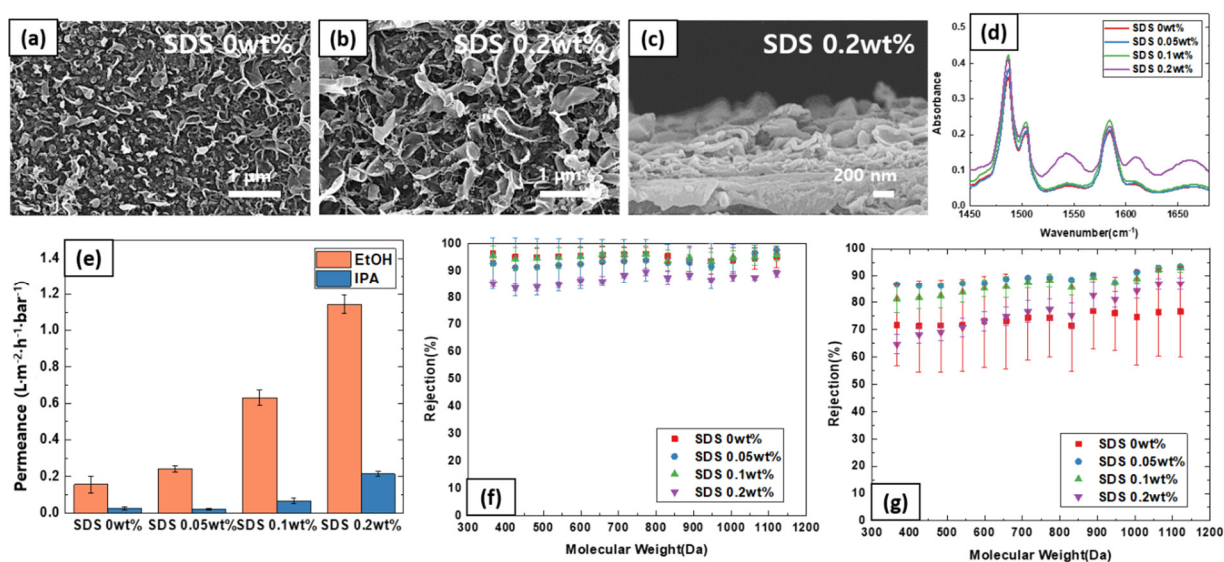 (a)
SDS 0wt%
1 μm
(b)
SDS 0.2wt%
1 μm
(c)
SDS 0.2wt%
200 nm
(d)
SDS 0wt%
SDS 0.05wt%
SDS 0.1wt%
SDS 0.2wt%
0.5
0.4
0.3
0.2
0.1
0.0
Absorbance
1450 1500 1550 1600 1650
Wavenumber(cm-1)
(e)
EtOH
IPA
1.4
1.2
1.0
0.8
0.6
0.4
0.2
0.0
Permeance (L·m-2·h-1·bar-1)
SDS 0wt% SDS 0.05wt% SDS 0.1wt% SDS 0.2wt%
100
90
80
70
60
50
40
30
20
10
0
Rejection(%)
SDS 0wt%
SDS 0.05wt%
SDS 0.1wt%
SDS 0.2wt%
(f)
300 400 500 600 700 800 900 1000 1100 1200
Molecular Weight(Da)
100
90
80
70
60
50
40
30
20
10
0
Rejection(%)
SDS 0wt%
SDS 0.05wt%
SDS 0.1wt%
SDS 0.2wt%
(g)
300 400 500 600 700 800 900 1000 1100 1200
Molecular Weight(Da)